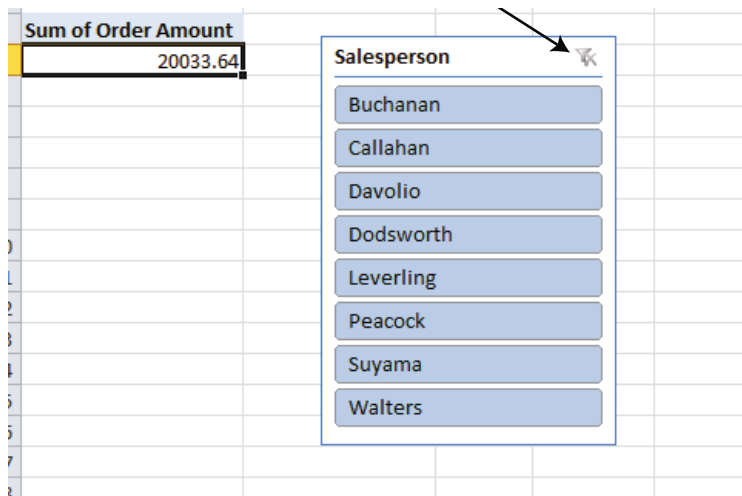 Sum of Order Amount
20033.64
Salesperson
Buchanan
Callahan
Davolio
Dodsworth
Leverling
Peacock
Suyama
Walters